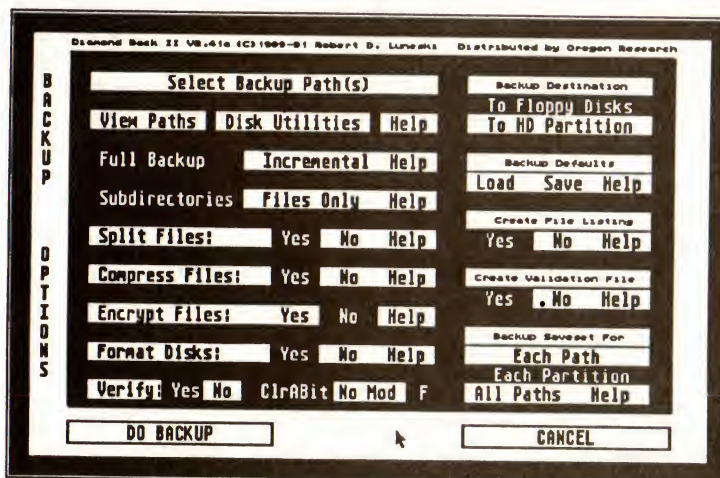 Diamond Back II V2.41a (C)1989-91 Robert D. Luneski Distributed by Oregon Research
BACKUP OPTIONS
Select Backup Path(s)
View Paths Disk Utilities Help
Full Backup Incremental Help
Subdirectories Files Only Help
Split Files: Yes No Help
Compress Files: Yes No Help
Encrypt Files: Yes No Help
Format Disks: Yes No Help
Verify: Yes No ClrABit No Mod F
Backup Destination
To Floppy Disks
To HD Partition
Backup Defaults
Load Save Help
Create File Listing
Yes No Help
Create Validation File
Yes No Help
Backup Saveset For
Each Path
Each Partition
All Paths Help
DO BACKUP
CANCEL